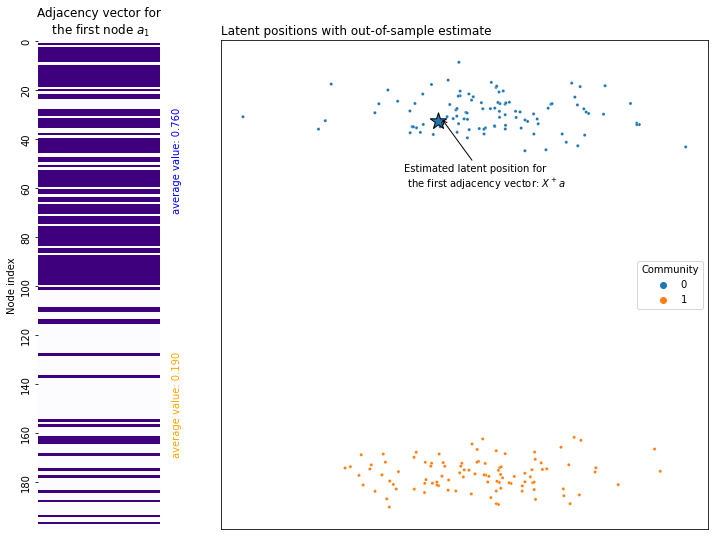 Adjacency vector for
the first node a₁
Latent positions with out-of-sample estimate
0
20
40
60
80
100
120
140
160
180
Node index
average value: 0.760
average value: 0.190
Estimated latent position for
the first adjacency vector: X⁺a
Community
0
1